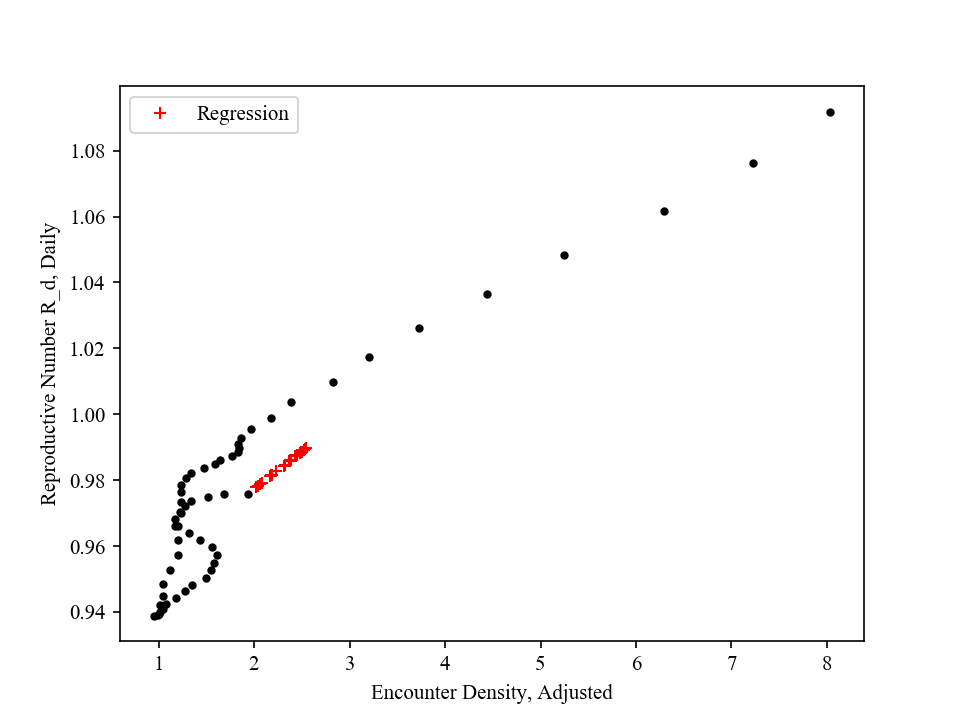 Regression
Reproductive Number R_d, Daily
1.08
1.06
1.04
1.02
1.00
0.98
0.96
0.94
1 2 3 4 5 6 7 8
Encounter Density, Adjusted